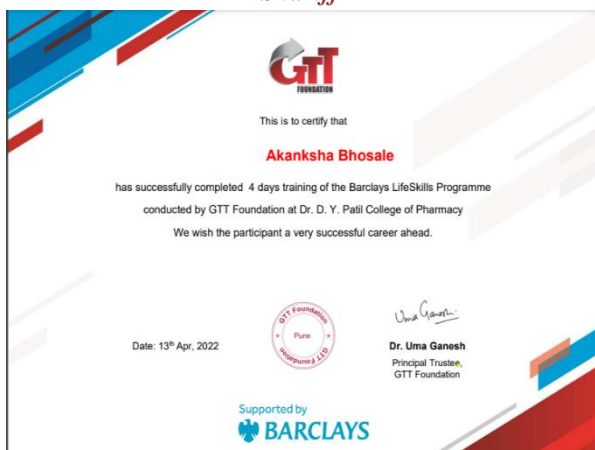 GTT
FOUNDATION
This is to certify that
Akanksha Bhosale
has successfully completed 4 days training of the Barclays LifeSkills Programme
conducted by GTT Foundation at Dr. D. Y. Patil College of Pharmacy
We wish the participant a very successful career ahead.
GTT Foundation
Pune
GTT Foundation
Uma Ganesh
Date: 13th Apr, 2022
Dr. Uma Ganesh
Principal Trustee,
GTT Foundation
Supported by
BARCLAYS